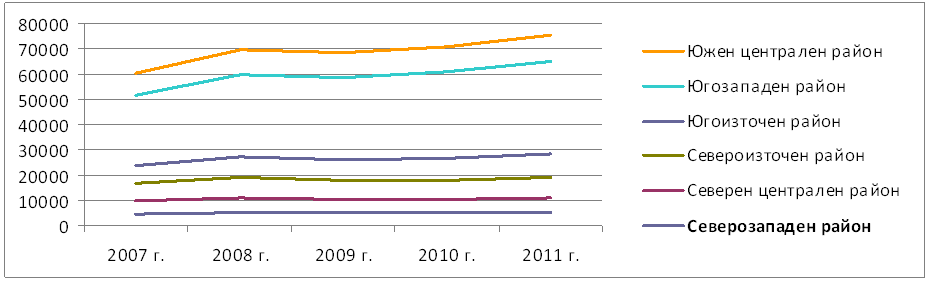 80000
70000
60000
50000
40000
30000
20000
10000
0
2007 г. 2008 г. 2009 г. 2010 г. 2011 г.
Южен централен район
Югозападен район
Югоизточен район
Североизточен район
Северен централен район
Северозападен район